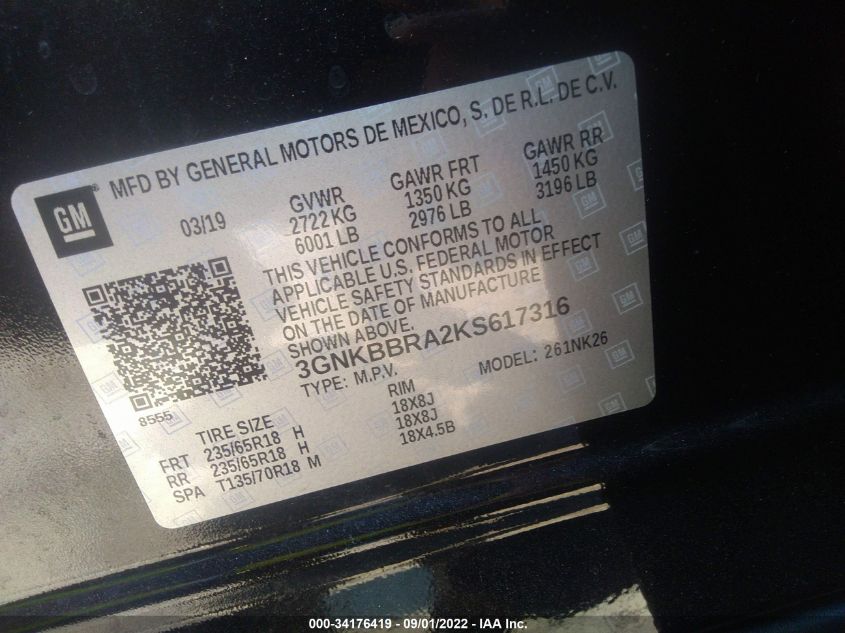 MFD BY GENERAL MOTORS DE MEXICO, S. DE R.L. DE C.V.
GM
03/19
GVWR GAWR FRT GAWR RR
2722 KG 1350 KG 1450 KG
6001 LB 2976 LB 3196 LB
THIS VEHICLE CONFORMS TO ALL
APPLICABLE U.S. FEDERAL MOTOR
VEHICLE SAFETY STANDARDS IN EFFECT
ON THE DATE OF MANUFACTURE
SHOWN ABOVE.
3GNKBBRA2KS617316
TYPE: M.P.V. MODEL: 261NK26
8555
TIRE SIZE RIM
FRT 235/65R18 H 18X8J
RR 235/65R18 H 18X8J
SPA T135/70R18 M 18X4.5B
000-34176419 - 09/01/2022 - IAA Inc.